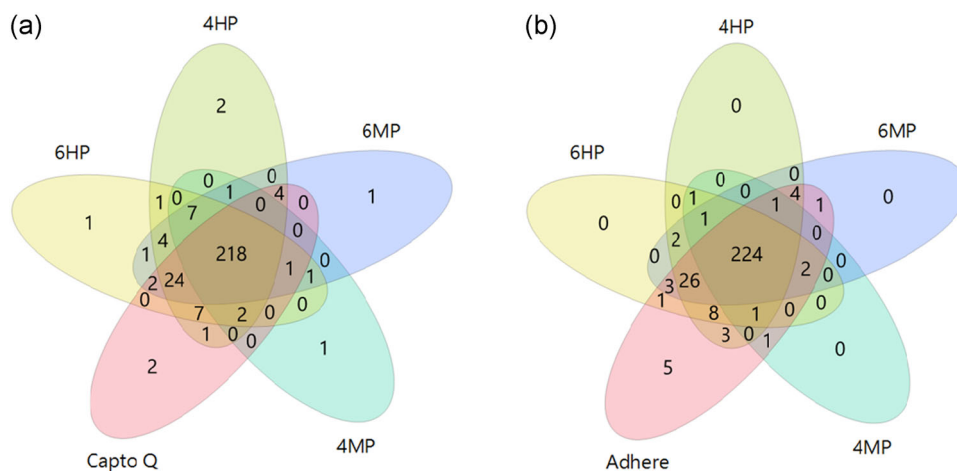 (a) 4HP (b) 4HP
2 0
6HP 6MP 6HP 6MP
0 0 0 0
1 0 1 4 0 0 1 0 1 4 1
1 7 0 1 0 1 1 0
4 0 2 0
1 218 0 0 224 0
2 24 1 1 3 26 2 0
0 1
7 2 0 0 8 1 0 0
1 0 0 3 0 1
2 1 5 0
Capto Q 4MP Adhere 4MP